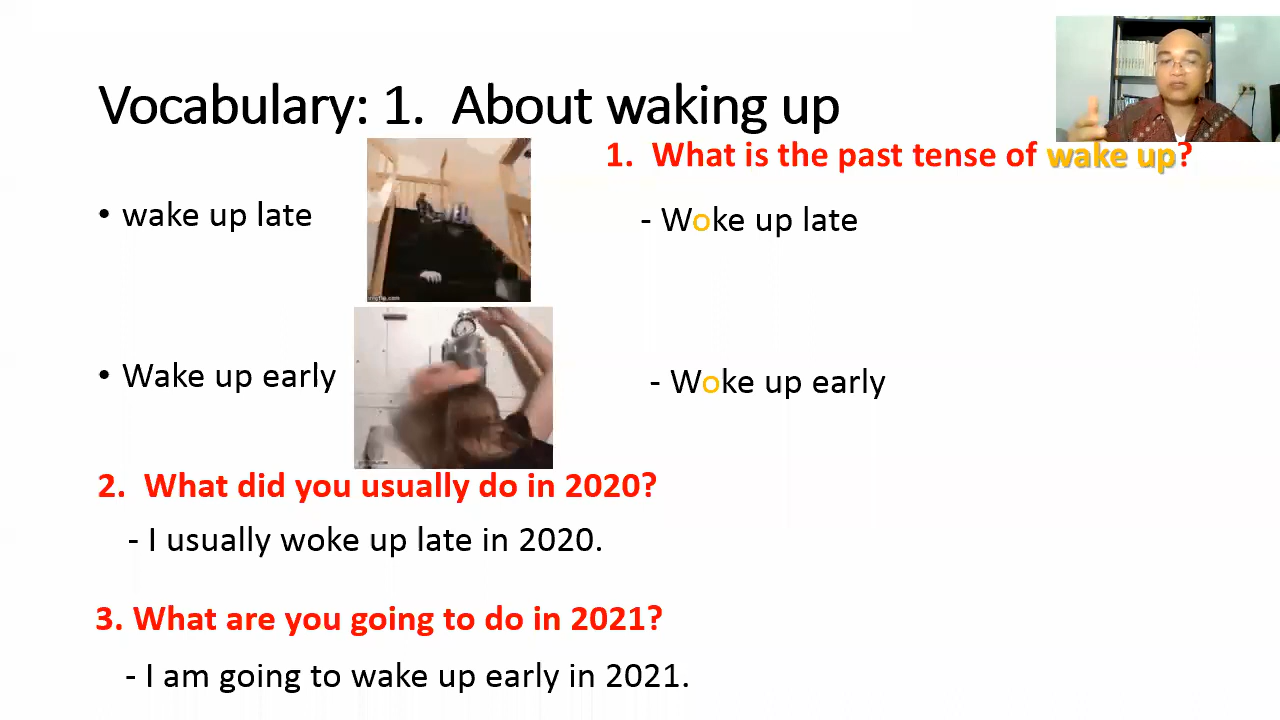 Vocabulary: 1. About waking up
1. What is the past tense of wake up?
• wake up late
- Woke up late
imgflip.com
• Wake up early
- Woke up early
2. What did you usually do in 2020?
- I usually woke up late in 2020.
3. What are you going to do in 2021?
- I am going to wake up early in 2021.